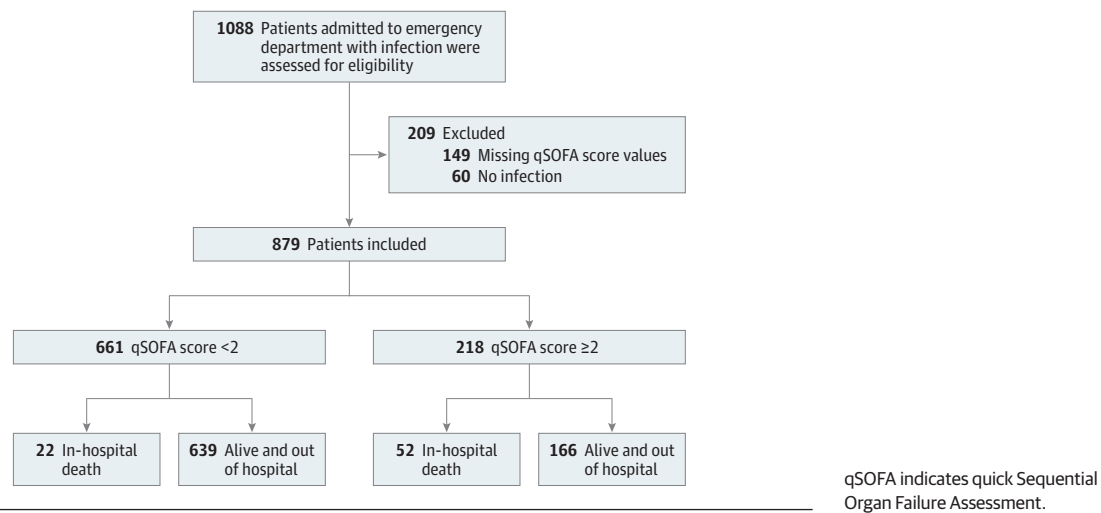 1088 Patients admitted to emergency
department with infection were
assessed for eligibility
209 Excluded
149 Missing qSOFA score values
60 No infection
879 Patients included
661 qSOFA score <2
218 qSOFA score ≥2
22 In-hospital
death
639 Alive and out
of hospital
52 In-hospital
death
166 Alive and out
of hospital
qSOFA indicates quick Sequential
Organ Failure Assessment.